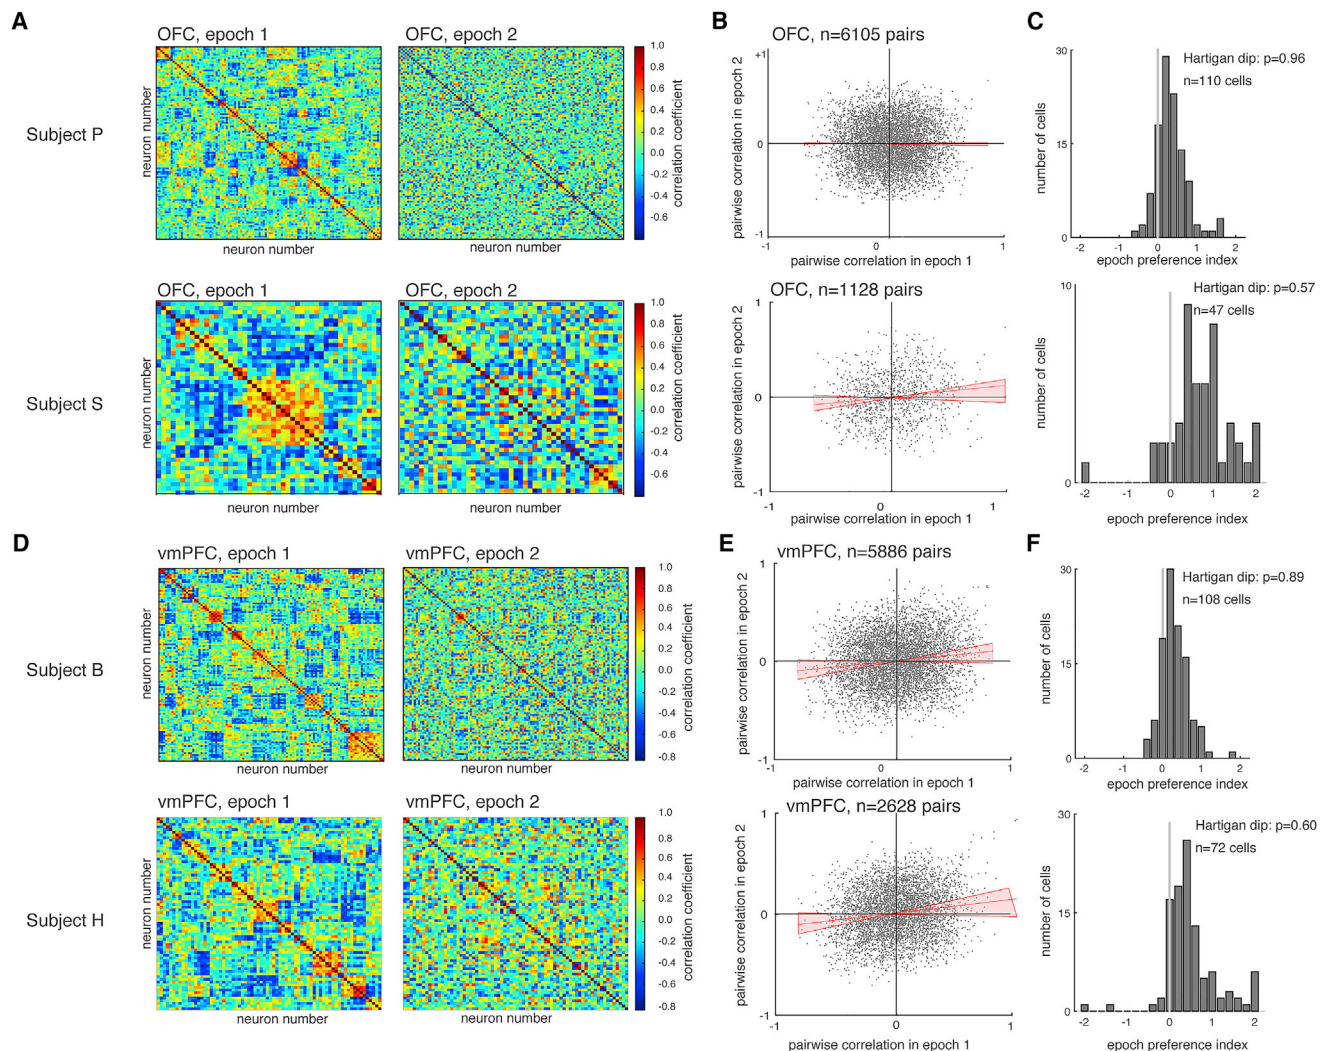 A
OFC, epoch 1
OFC, epoch 2
Subject P
neuron number
neuron number
neuron number
1.0
0.8
0.6
0.4
0.2
0.0
-0.2
-0.4
-0.6
correlation coefficient
B
OFC, n=6105 pairs
pairwise correlation in epoch 2
+1
0
-1
-1
0
1
pairwise correlation in epoch 1
C
Hartigan dip: p=0.96
n=110 cells
number of cells
30
15
0
-2
-1
0
1
2
epoch preference index
OFC, epoch 1
OFC, epoch 2
Subject S
neuron number
neuron number
neuron number
1.0
0.8
0.6
0.4
0.2
0.0
-0.2
-0.4
-0.6
correlation coefficient
OFC, n=1128 pairs
pairwise correlation in epoch 2
1
0
-1
-1
0
1
pairwise correlation in epoch 1
Hartigan dip: p=0.57
n=47 cells
number of cells
10
5
0
-2
-1
0
1
2
epoch preference index
D
vmPFC, epoch 1
vmPFC, epoch 2
Subject B
neuron number
neuron number
neuron number
1.0
0.8
0.6
0.4
0.2
0.0
-0.2
-0.4
-0.6
-0.8
correlation coefficient
E
vmPFC, n=5886 pairs
pairwise correlation in epoch 2
1
0
-1
-1
0
1
pairwise correlation in epoch 1
F
Hartigan dip: p=0.89
n=108 cells
number of cells
30
15
0
-2
-1
0
1
2
epoch preference index
vmPFC, epoch 1
vmPFC, epoch 2
Subject H
neuron number
neuron number
neuron number
1.0
0.8
0.6
0.4
0.2
0.0
-0.2
-0.4
-0.6
-0.8
correlation coefficient
vmPFC, n=2628 pairs
pairwise correlation in epoch 2
1
0
-1
-1
0
1
pairwise correlation in epoch 1
Hartigan dip: p=0.60
n=72 cells
number of cells
30
15
0
-2
-1
0
1
2
epoch preference index